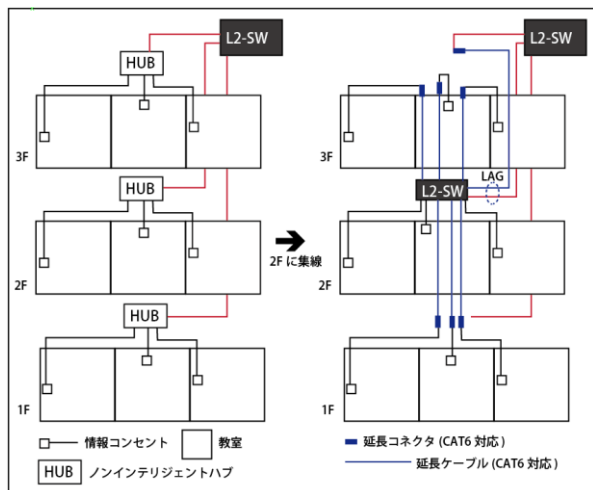 L2-SW
HUB
3F
HUB
2F
HUB
1F
情報コンセント
教室
HUB
ノンインテリジェントハブ
2Fに集線
L2-SW
3F
LAG
L2-SW
2F
1F
延長コネクタ (CAT6 対応)
延長ケーブル(CAT6 対応)